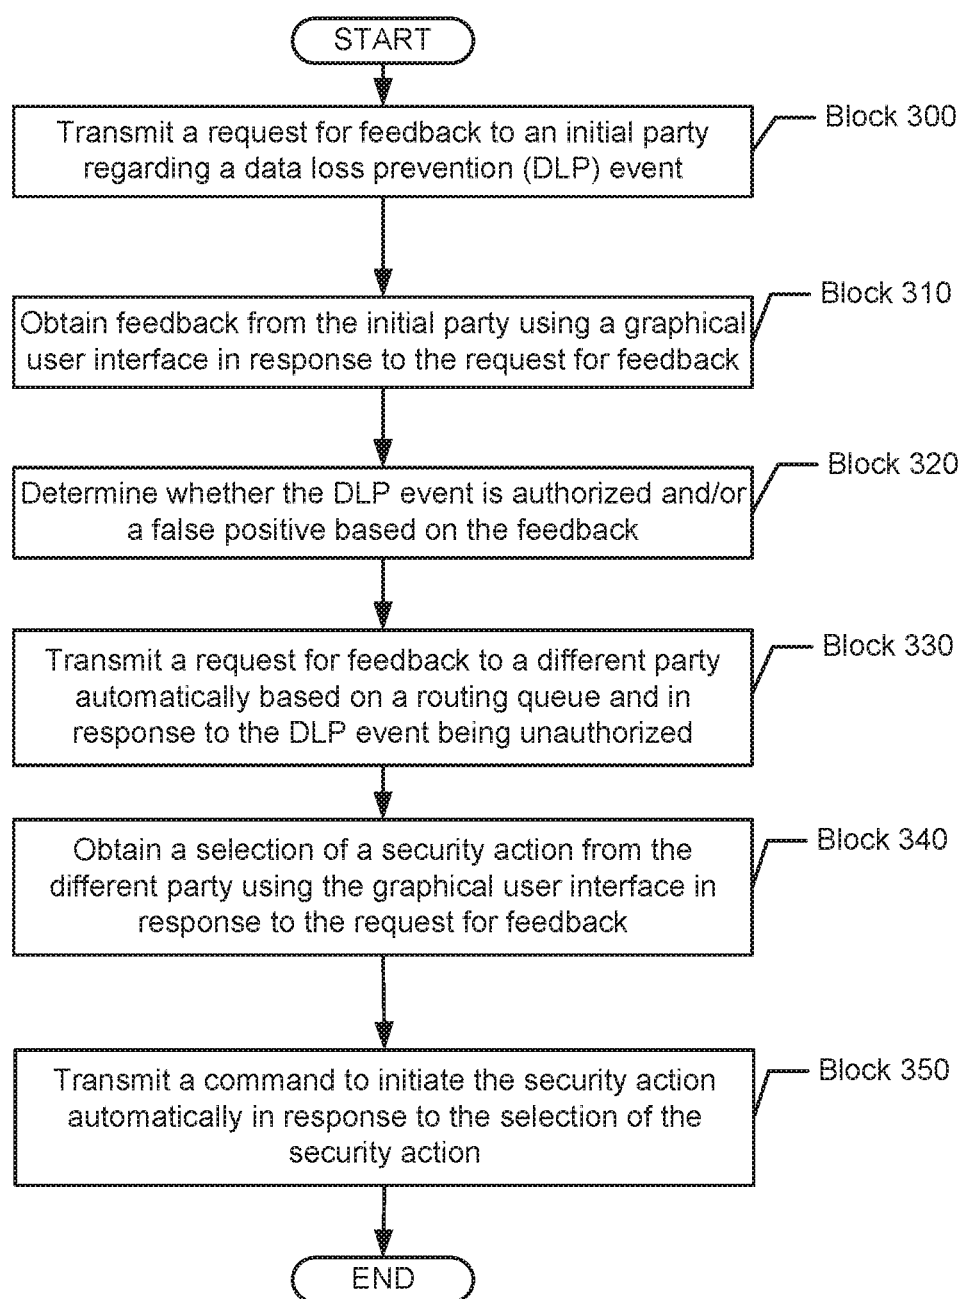 START
Transmit a request for feedback to an initial party
regarding a data loss prevention (DLP) event
Block 300
Obtain feedback from the initial party using a graphical
user interface in response to the request for feedback
Block 310
Determine whether the DLP event is authorized and/or
a false positive based on the feedback
Block 320
Transmit a request for feedback to a different party
automatically based on a routing queue and in
response to the DLP event being unauthorized
Block 330
Obtain a selection of a security action from the
different party using the graphical user interface in
response to the request for feedback
Block 340
Transmit a command to initiate the security action
automatically in response to the selection of the
security action
Block 350
END